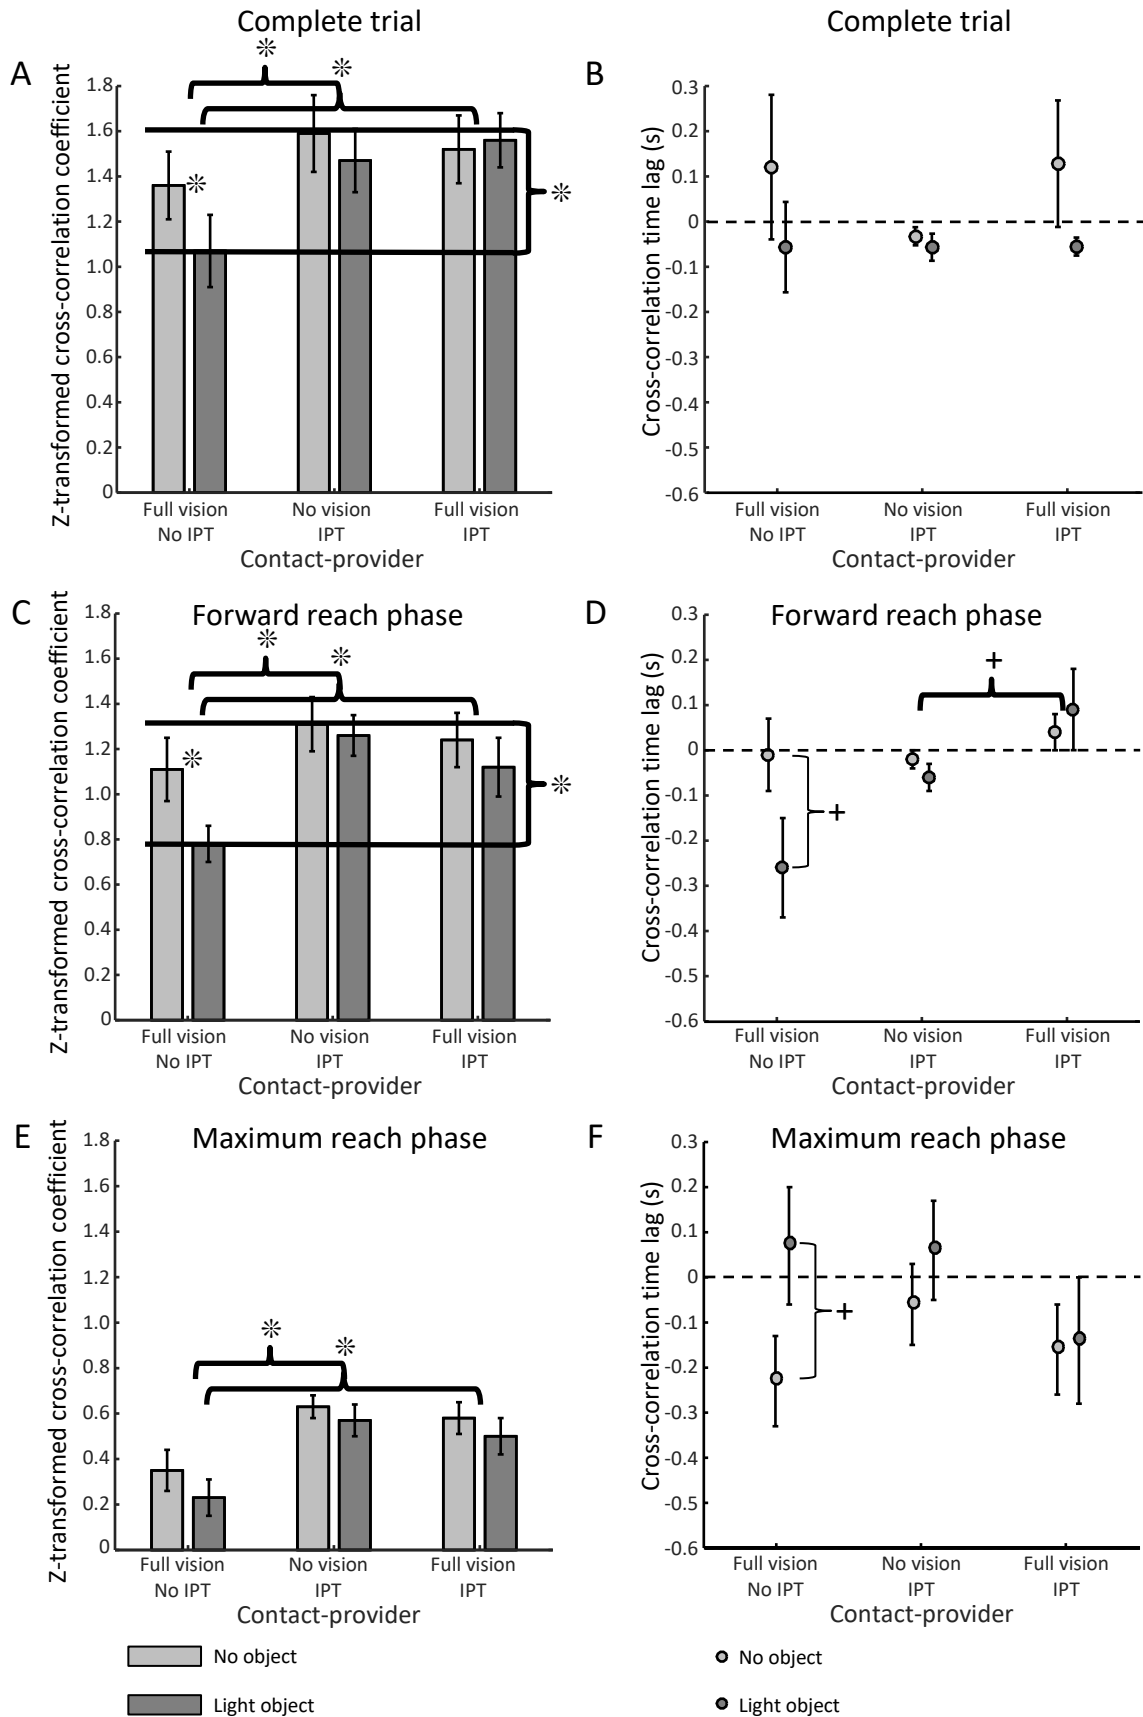 Complete trial
A
Z-transformed cross-correlation coefficient
1.8
1.6
1.4
1.2
1.0
0.8
0.6
0.4
0.2
0
Full vision
No IPT
No vision
IPT
Full vision
IPT
Contact-provider
Complete trial
B
Cross-correlation time lag (s)
0.3
0.2
0.1
0
-0.1
-0.2
-0.3
-0.4
-0.5
-0.6
Full vision
No IPT
No vision
IPT
Full vision
IPT
Contact-provider
C
Forward reach phase
Z-transformed cross-correlation coefficient
1.8
1.6
1.4
1.2
1.0
0.8
0.6
0.4
0.2
0
Full vision
No IPT
No vision
IPT
Full vision
IPT
Contact-provider
D
Forward reach phase
Cross-correlation time lag (s)
0.3
0.2
0.1
0
-0.1
-0.2
-0.3
-0.4
-0.5
-0.6
+
+
Full vision
No IPT
No vision
IPT
Full vision
IPT
Contact-provider
E
Maximum reach phase
Z-transformed cross-correlation coefficient
1.8
1.6
1.4
1.2
1.0
0.8
0.6
0.4
0.2
0
Full vision
No IPT
No vision
IPT
Full vision
IPT
Contact-provider
F
Maximum reach phase
Cross-correlation time lag (s)
0.3
0.2
0.1
0
-0.1
-0.2
-0.3
-0.4
-0.5
-0.6
+
Full vision
No IPT
No vision
IPT
Full vision
IPT
Contact-provider
No object
Light object
No object
Light object